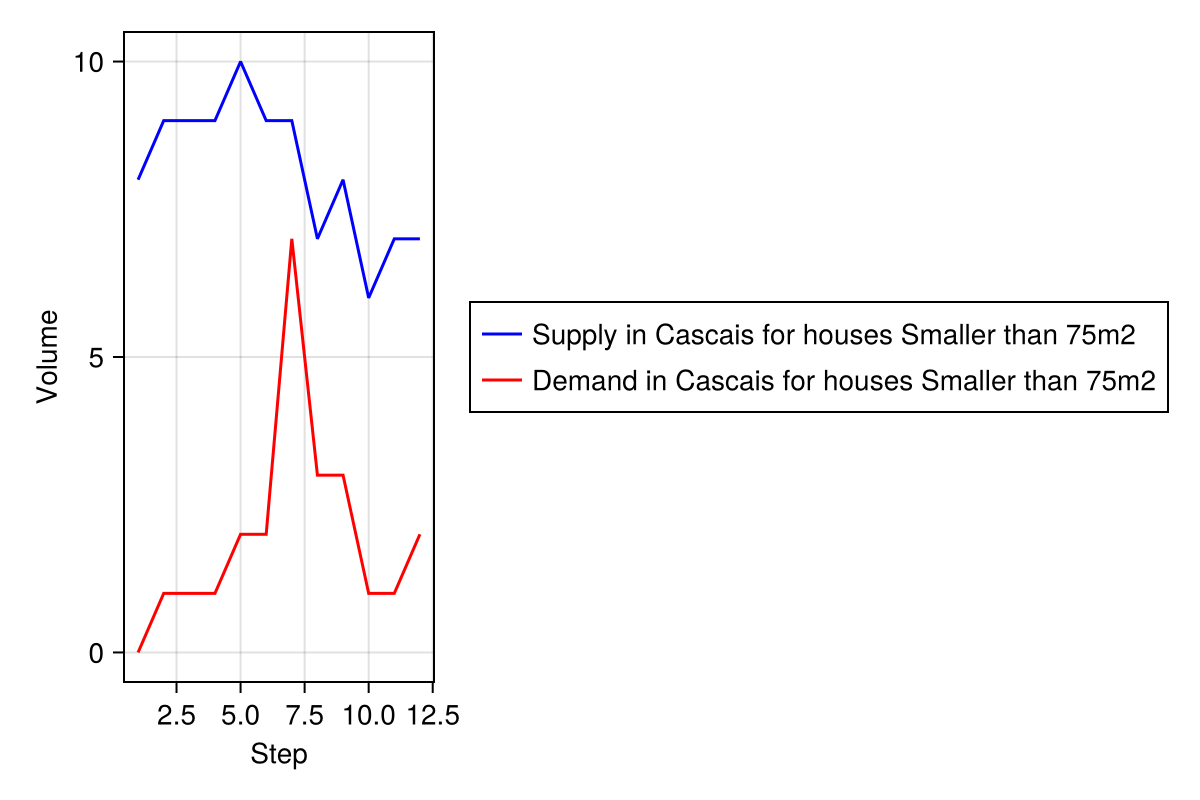 10
5
0
Volume
2.5 5.0 7.5 10.0 12.5
Step
Supply in Cascais for houses Smaller than 75m2
Demand in Cascais for houses Smaller than 75m2